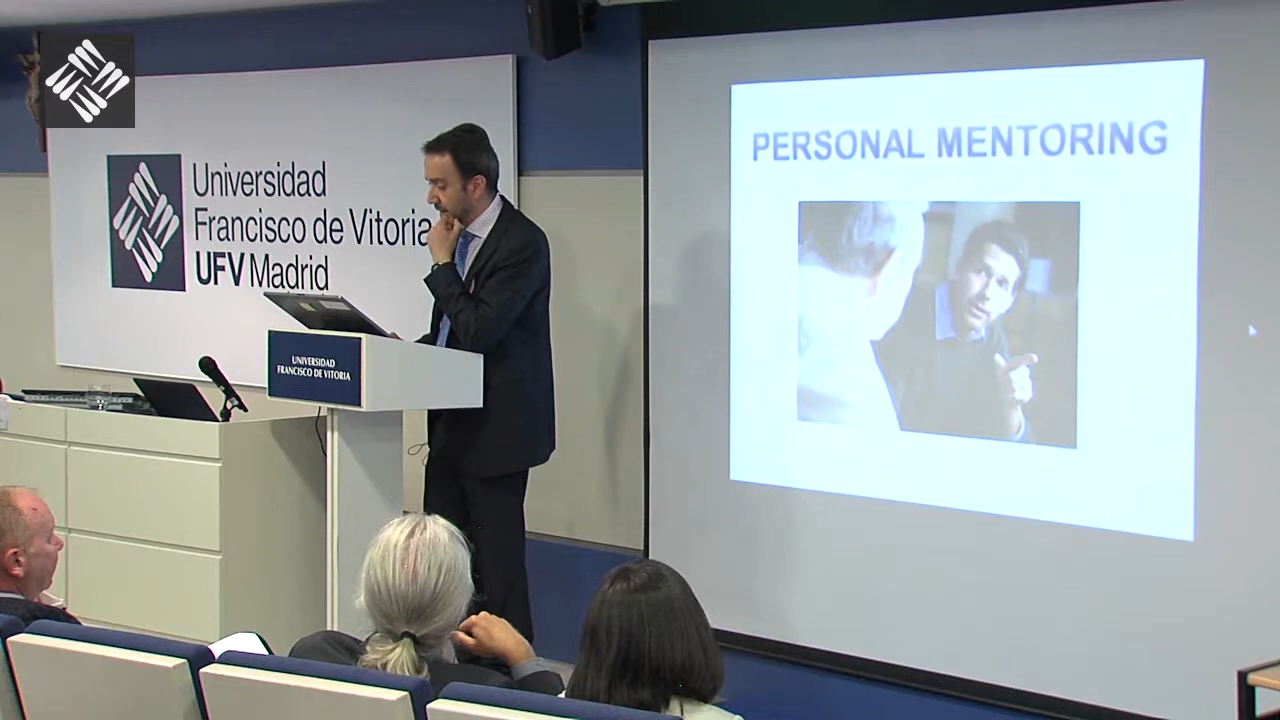 Universidad
Francisco de Vitoria
UFV Madrid
UNIVERSIDAD
FRANCISCO DE VITORIA
PERSONAL MENTORING